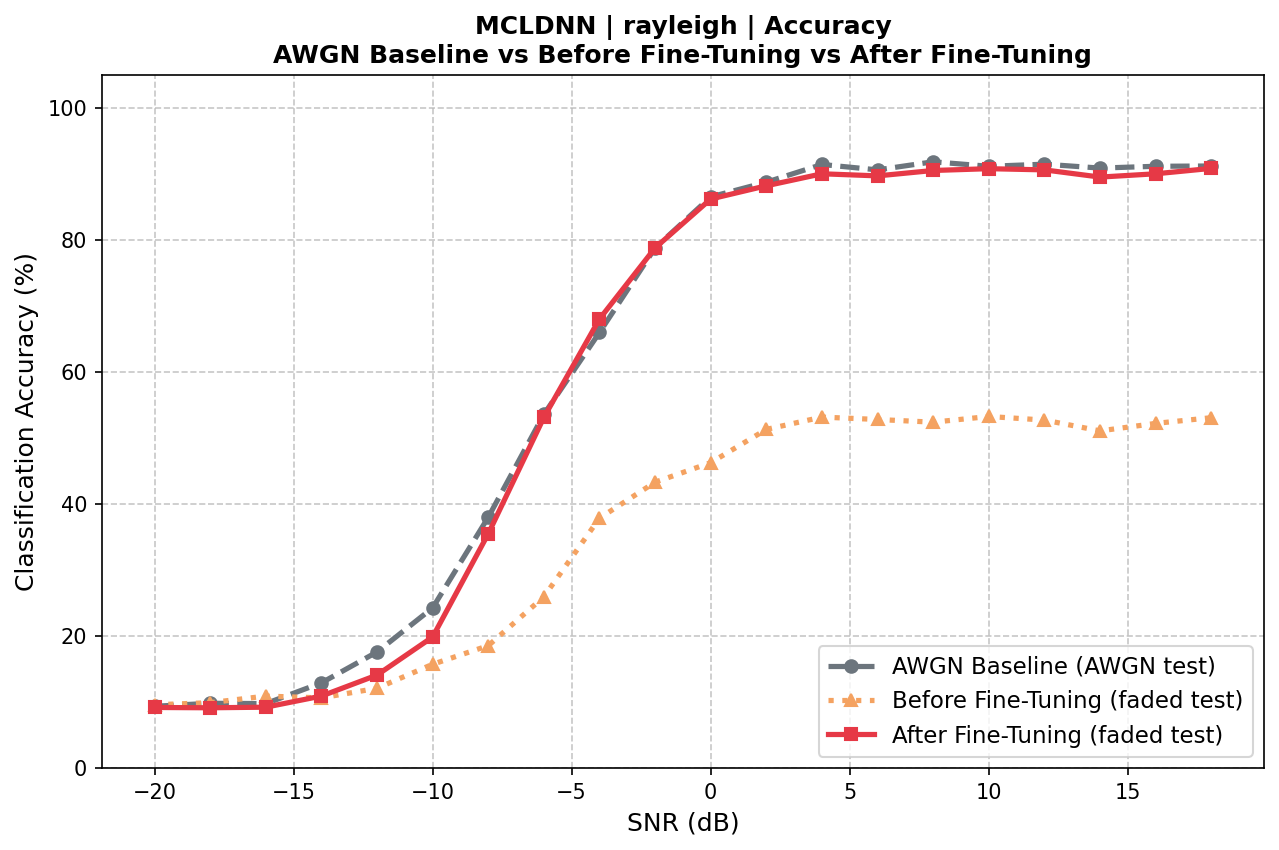 MCLDNN | rayleigh | Accuracy
AWGN Baseline vs Before Fine-Tuning vs After Fine-Tuning
Classification Accuracy (%)
100
80
60
40
20
0
AWGN Baseline (AWGN test)
Before Fine-Tuning (faded test)
After Fine-Tuning (faded test)
−20 −15 −10 −5 0 5 10 15
SNR (dB)